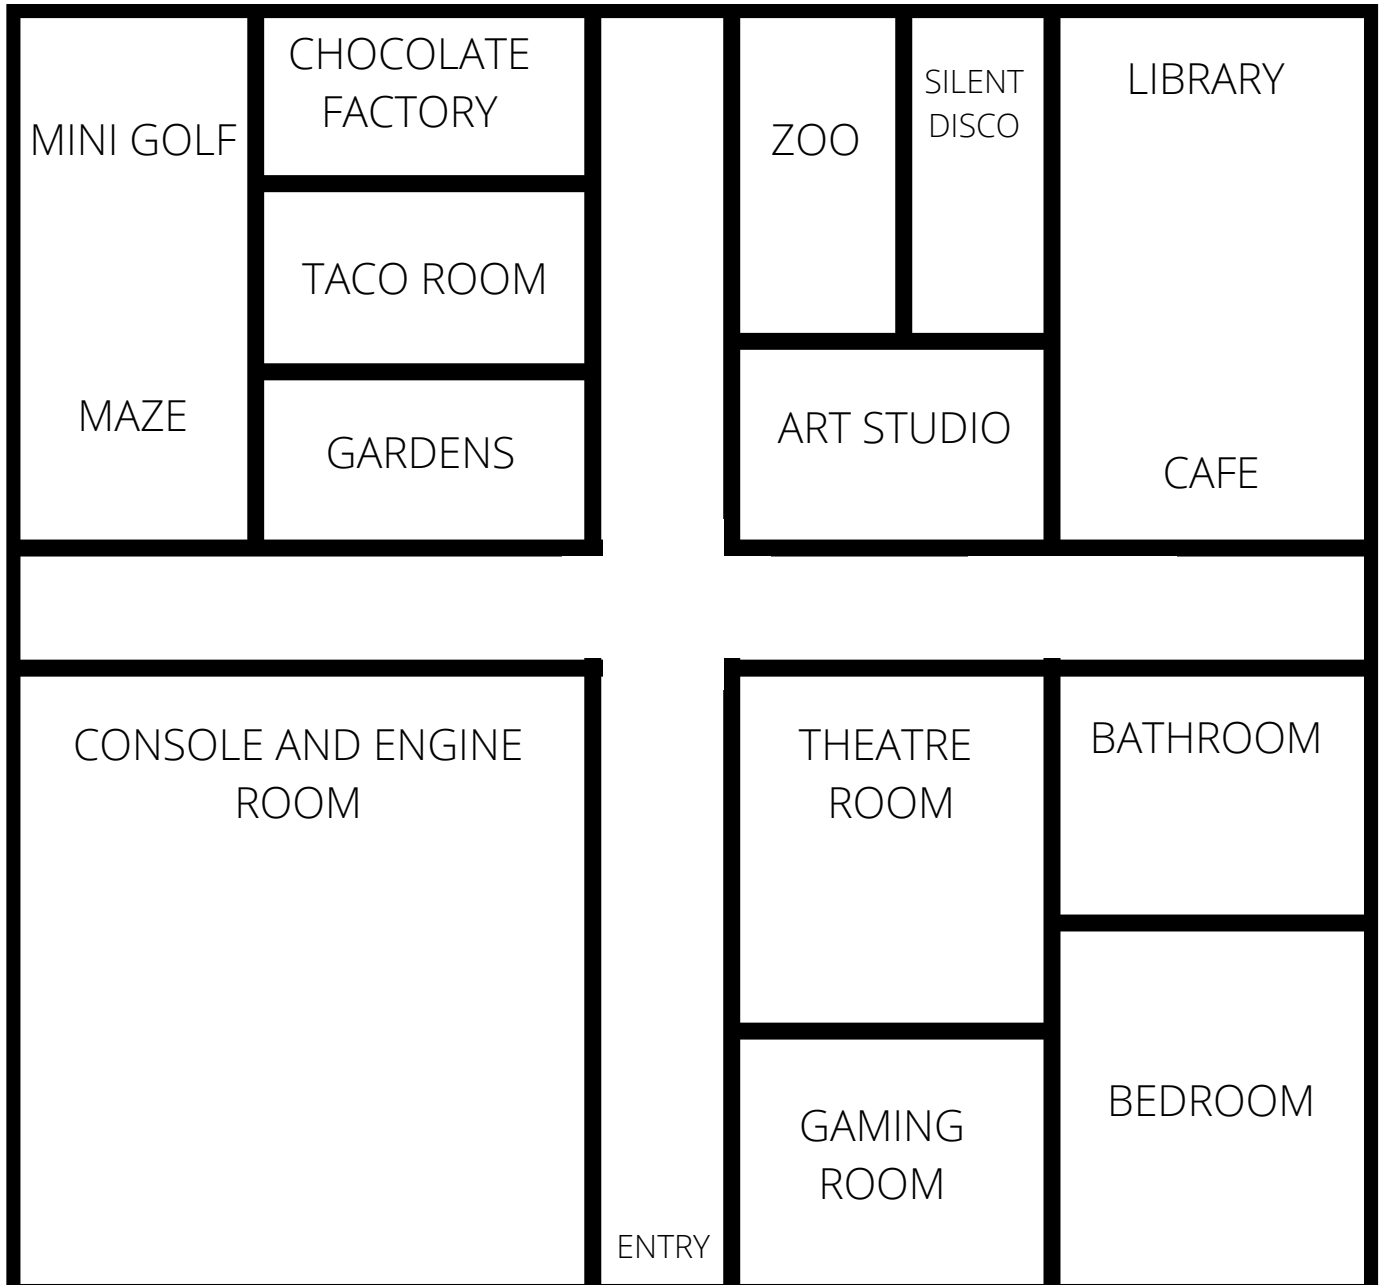 CHOCOLATE
FACTORY
MINI GOLF
ZOO
SILENT
DISCO
LIBRARY
TACO ROOM
MAZE
GARDENS
ART STUDIO
CAFE
CONSOLE AND ENGINE
ROOM
THEATRE
ROOM
BATHROOM
GAMING
ROOM
BEDROOM
ENTRY